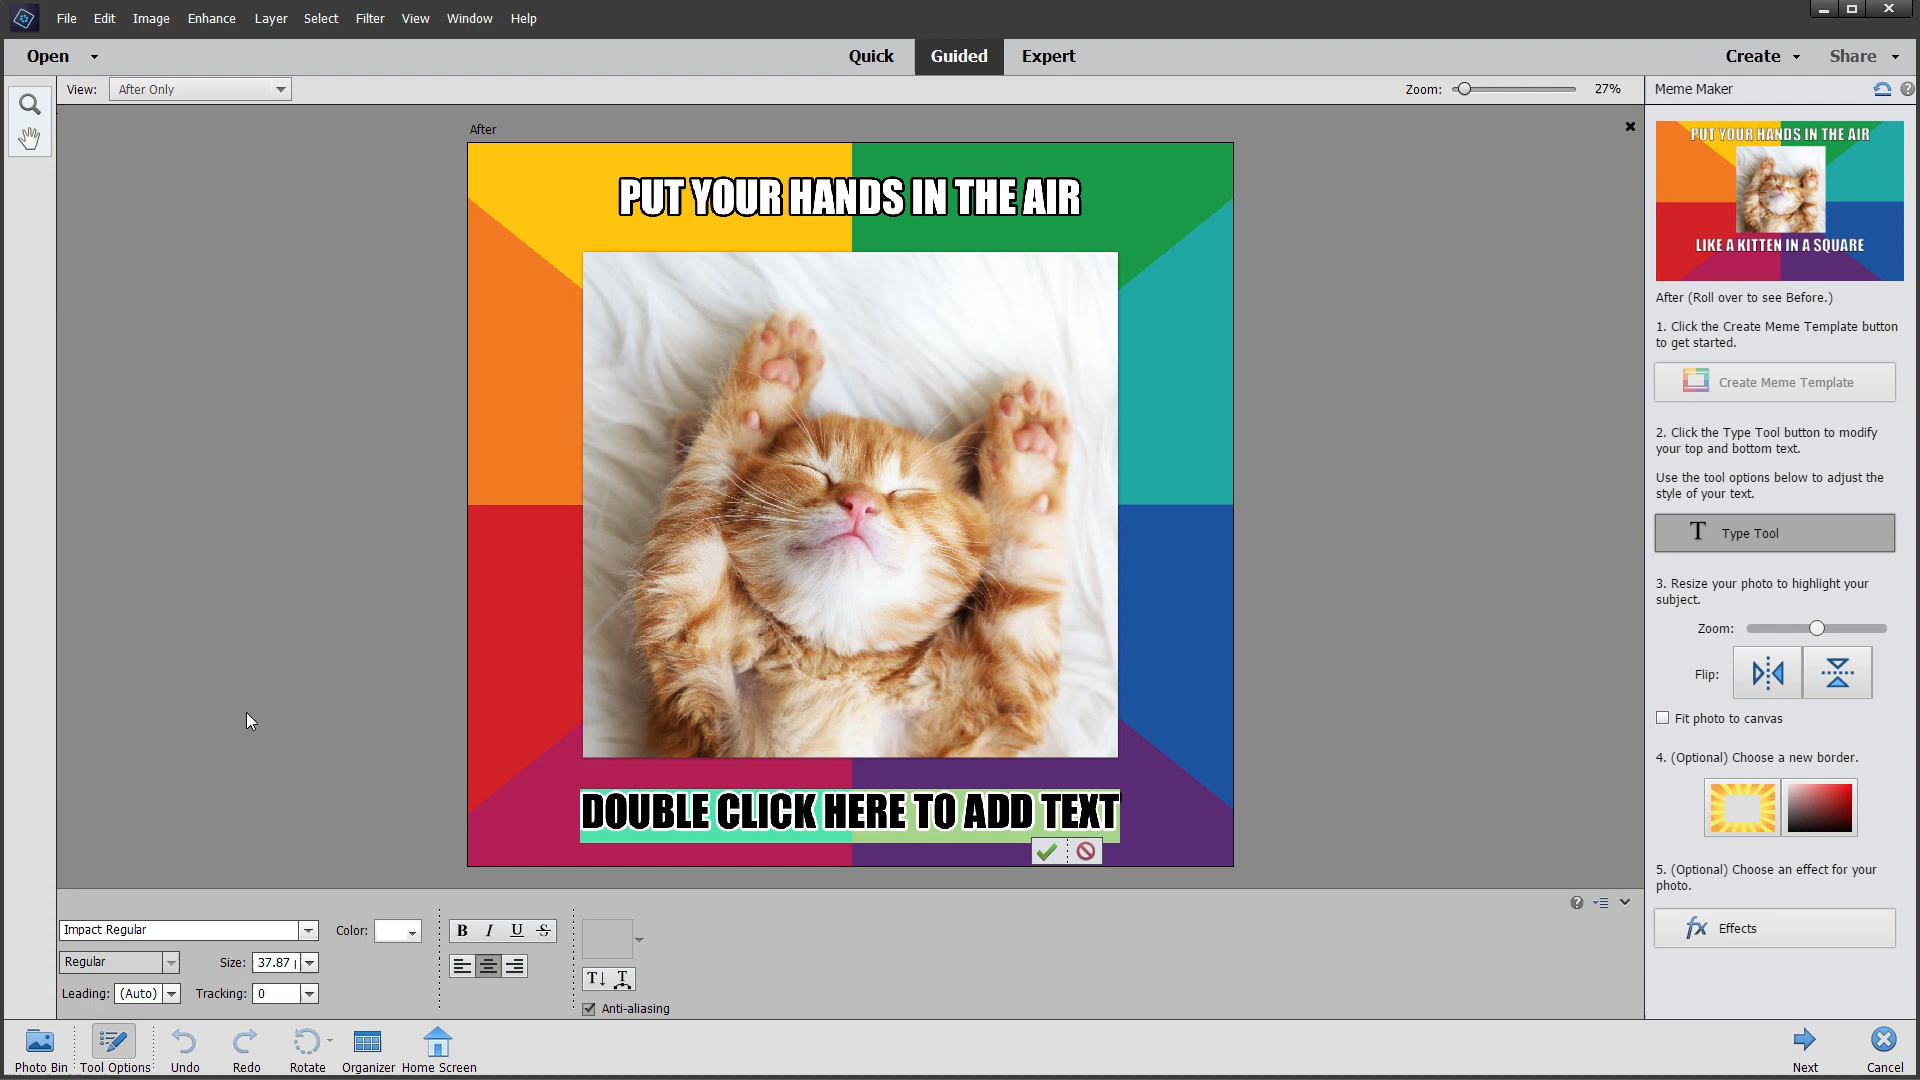 File Edit Image Enhance Layer Select Filter View Window Help
Open Quick Guided Expert Create Share
View: After Only Zoom: 27% Meme Maker
After
PUT YOUR HANDS IN THE AIR
DOUBLE CLICK HERE TO ADD TEXT
PUT YOUR HANDS IN THE AIR
LIKE A KITTEN IN A SQUARE
After (Roll over to see Before.)
1. Click the Create Meme Template button
to get started.
Create Meme Template
2. Click the Type Tool button to modify
your top and bottom text.
Use the tool options below to adjust the
style of your text.
T Type Tool
3. Resize your photo to highlight your
subject.
Zoom:
Flip:
Fit photo to canvas
4. (Optional) Choose a new border.
5. (Optional) Choose an effect for your
photo.
fx Effects
Impact Regular Color: B I U S
Regular Size: 37.87
Leading: (Auto) Tracking: 0
Anti-aliasing
Photo Bin Tool Options Undo Redo Rotate Organizer Home Screen Next Cancel